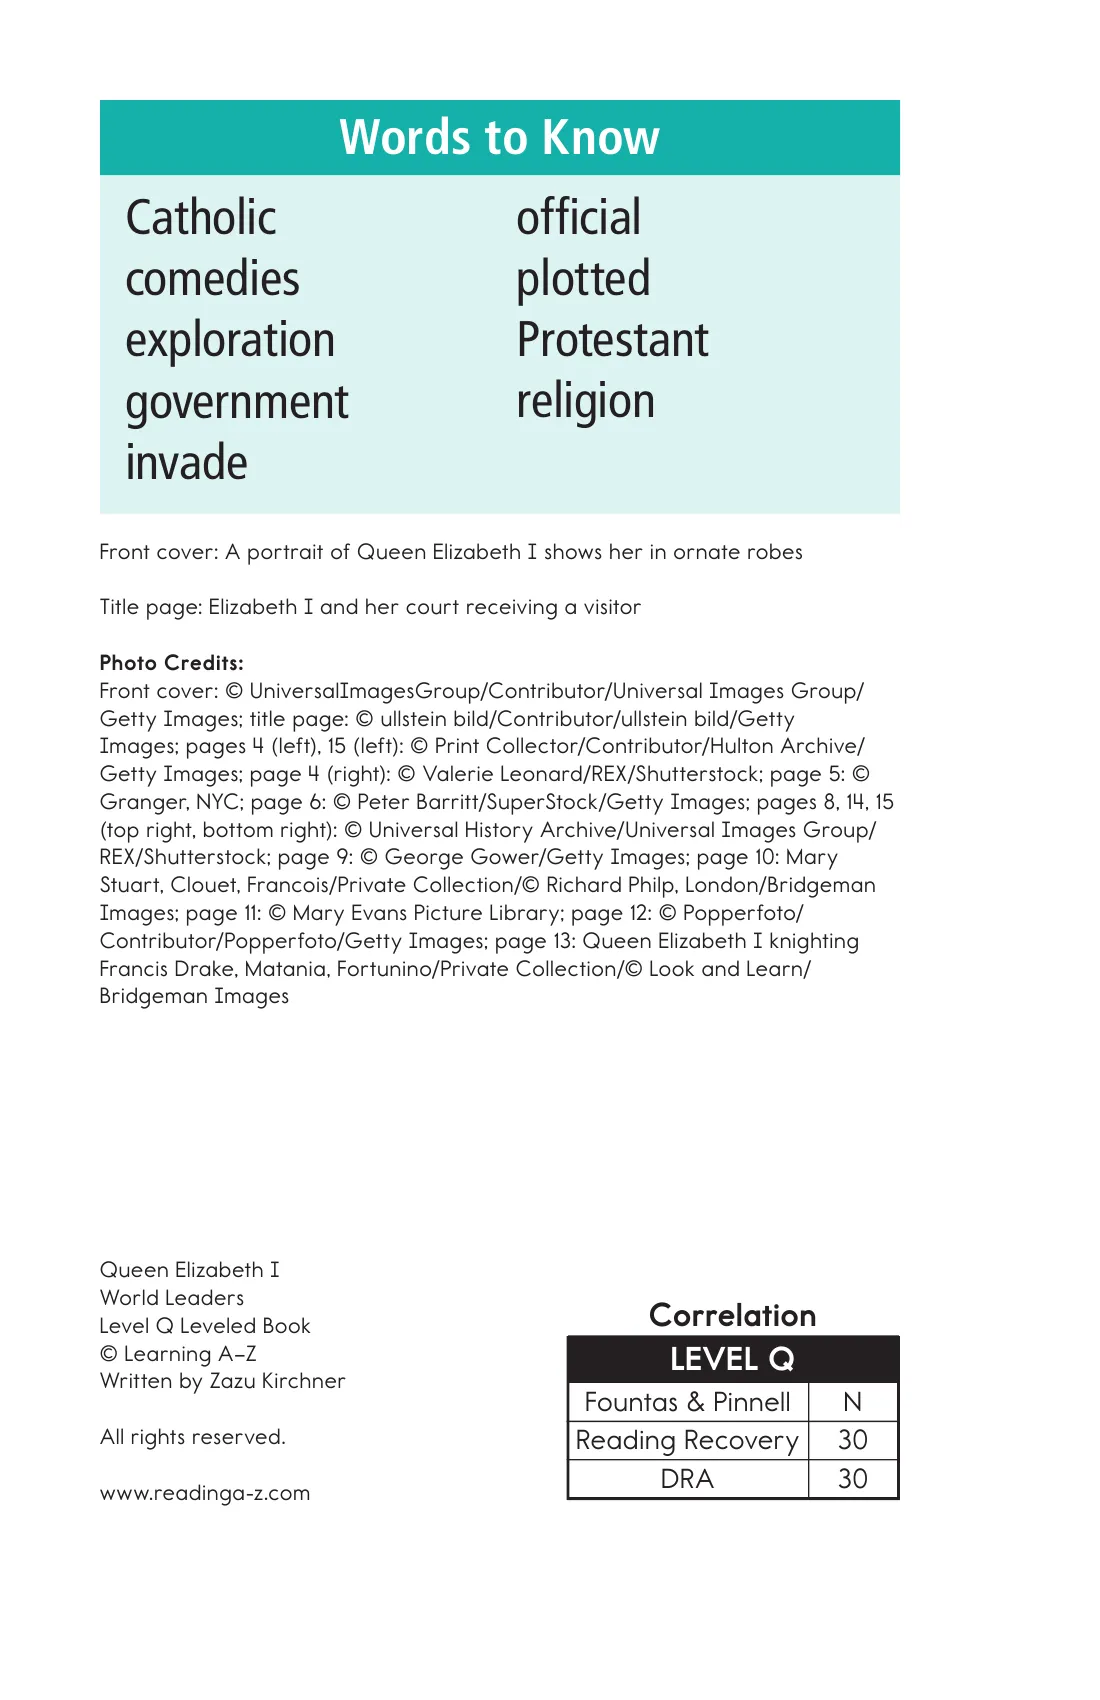 Words to Know
Catholic
comedies
exploration
government
invade
official
plotted
Protestant
religion
Front cover: A portrait of Queen Elizabeth I shows her in ornate robes
Title page: Elizabeth I and her court receiving a visitor
Photo Credits:
Front cover: © UniversalImagesGroup/Contributor/Universal Images Group/
Getty Images; title page: © ullstein bild/Contributor/ullstein bild/Getty
Images; pages 4 (left), 15 (left): © Print Collector/Contributor/Hulton Archive/
Getty Images; page 4 (right): © Valerie Leonard/REX/Shutterstock; page 5: ©
Granger, NYC; page 6: © Peter Barritt/SuperStock/Getty Images; pages 8, 14, 15
(top right, bottom right): © Universal History Archive/Universal Images Group/
REX/Shutterstock; page 9: © George Gower/Getty Images; page 10: Mary
Stuart, Clouet, Francois/Private Collection/© Richard Philp, London/Bridgeman
Images; page 11: © Mary Evans Picture Library; page 12: © Popperfoto/
Contributor/Popperfoto/Getty Images; page 13: Queen Elizabeth I knighting
Francis Drake, Matania, Fortunino/Private Collection/© Look and Learn/
Bridgeman Images
Queen Elizabeth I
World Leaders
Level Q Leveled Book
© Learning A–Z
Written by Zazu Kirchner
All rights reserved.
www.readinga-z.com
Correlation
LEVEL Q
Fountas & Pinnell N
Reading Recovery 30
DRA 30